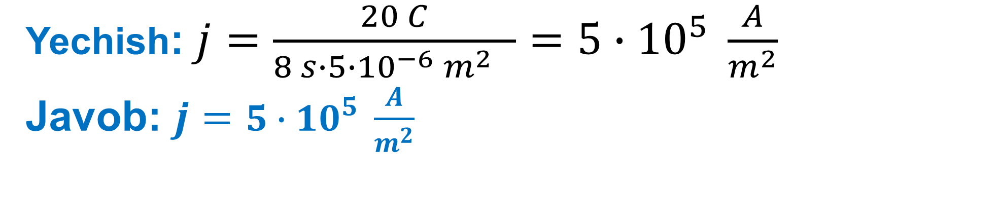 Yechish: j = 20 C / 8 s·5·10⁻⁶ m² = 5 · 10⁵ A / m²
Javob: j = 5 · 10⁵ A / m²